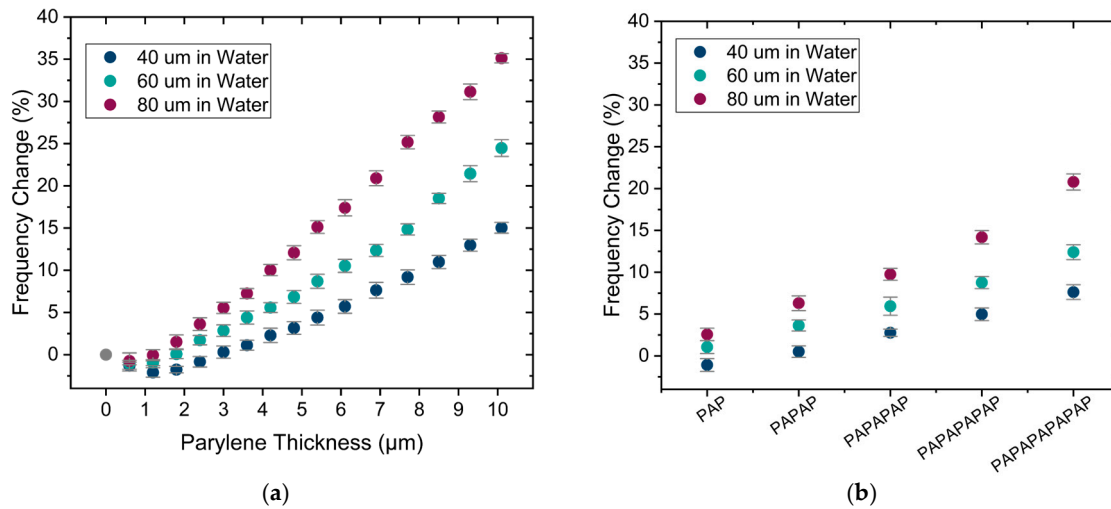 40
35
30
25
20
15
10
5
0
Frequency Change (%)
40 um in Water
60 um in Water
80 um in Water
0 1 2 3 4 5 6 7 8 9 10
Parylene Thickness (μm)
(a)
40
35
30
25
20
15
10
5
0
Frequency Change (%)
40 um in Water
60 um in Water
80 um in Water
PAP PAPAP PAPAPAP PAPAPAPAP PAPAPAPAPAP
(b)